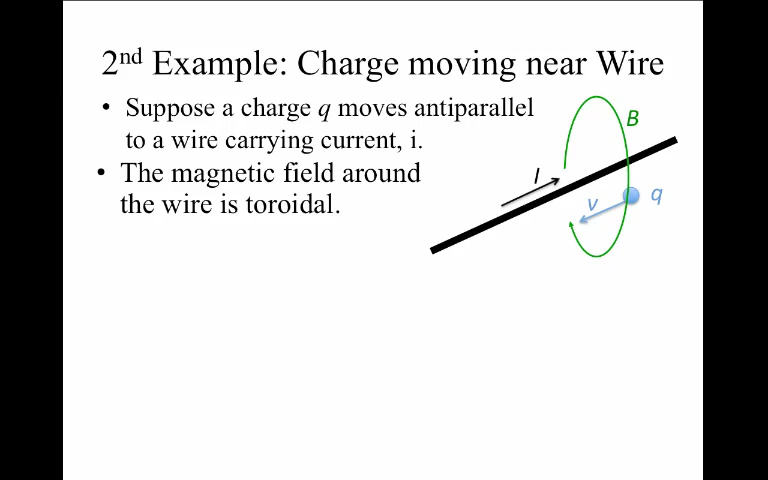 2nd Example: Charge moving near Wire
• Suppose a charge q moves antiparallel
to a wire carrying current, i.
• The magnetic field around
the wire is toroidal.
B
I
v
q